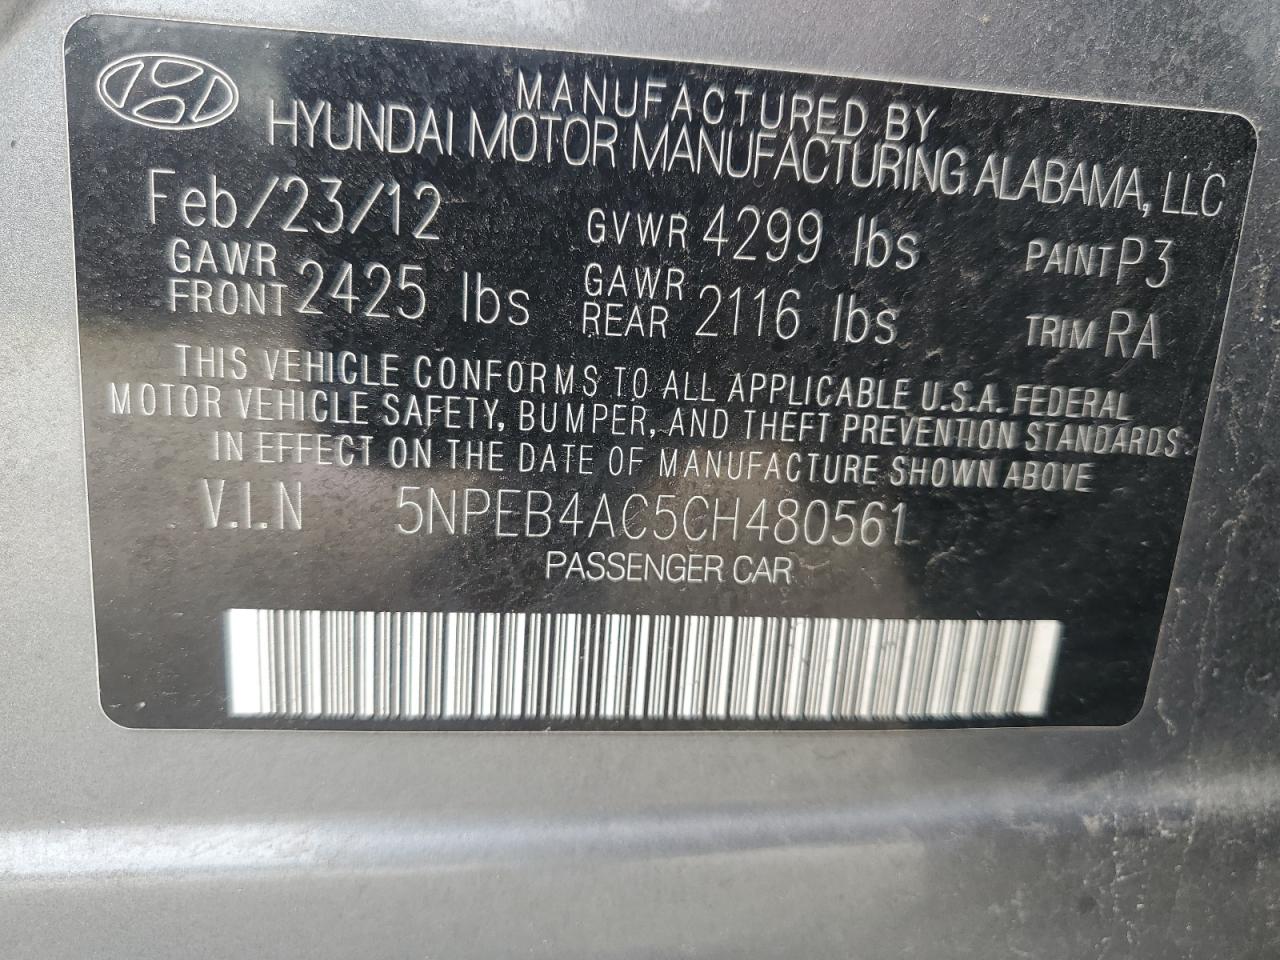 MANUFACTURED BY
HYUNDAI MOTOR MANUFACTURING ALABAMA, LLC
Feb/23/12 GVWR 4299 lbs PAINT P3
GAWR FRONT 2425 lbs GAWR REAR 2116 lbs TRIM RA
THIS VEHICLE CONFORMS TO ALL APPLICABLE U.S.A. FEDERAL
MOTOR VEHICLE SAFETY, BUMPER, AND THEFT PREVENTION STANDARDS
IN EFFECT ON THE DATE OF MANUFACTURE SHOWN ABOVE
V.I.N 5NPEB4AC5CH480561
PASSENGER CAR